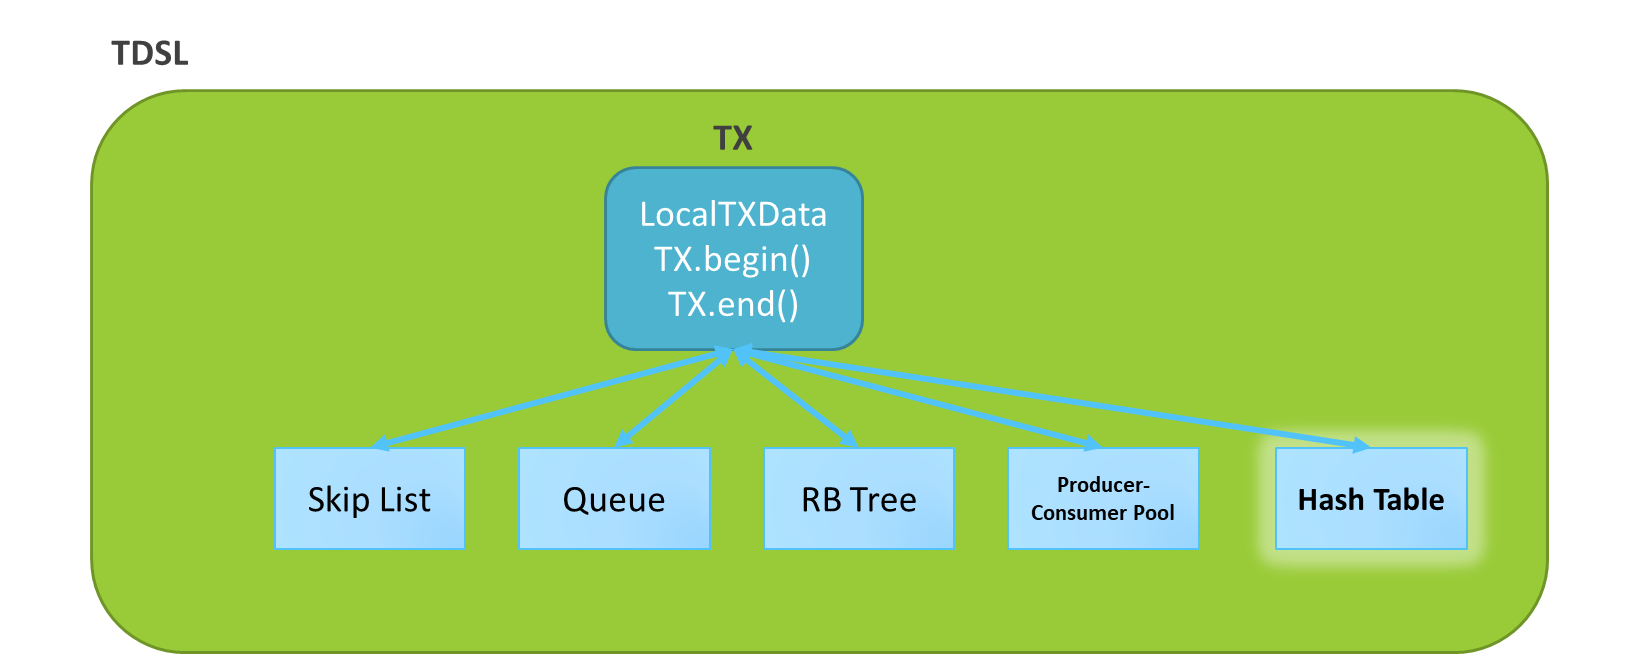 TDSL
TX
LocalTXData
TX.begin()
TX.end()
Skip List
Queue
RB Tree
Producer-
Consumer Pool
Hash Table